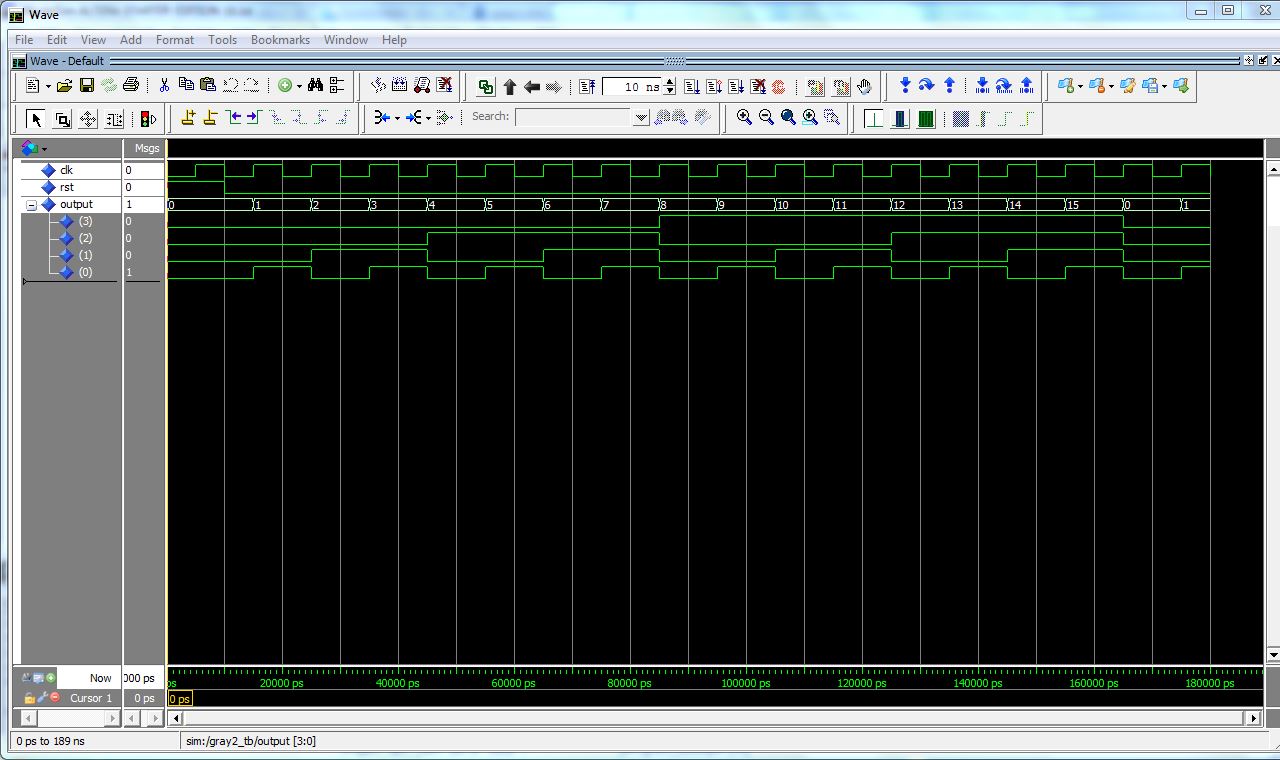 Wave
File Edit View Add Format Tools Bookmarks Window Help
Wave - Default
10 ns
Search:
Msgs
clk 0
rst 0
output 1 0 1 2 3 4 5 6 7 8 9 10 11 12 13 14 15 0 1
(3) 0
(2) 0
(1) 0
(0) 1
Now 000 ps ps 20000 ps 40000 ps 60000 ps 80000 ps 100000 ps 120000 ps 140000 ps 160000 ps 180000 ps
Cursor 1 0 ps 0 ps
0 ps to 189 ns sim:/gray2_tb/output [3:0]